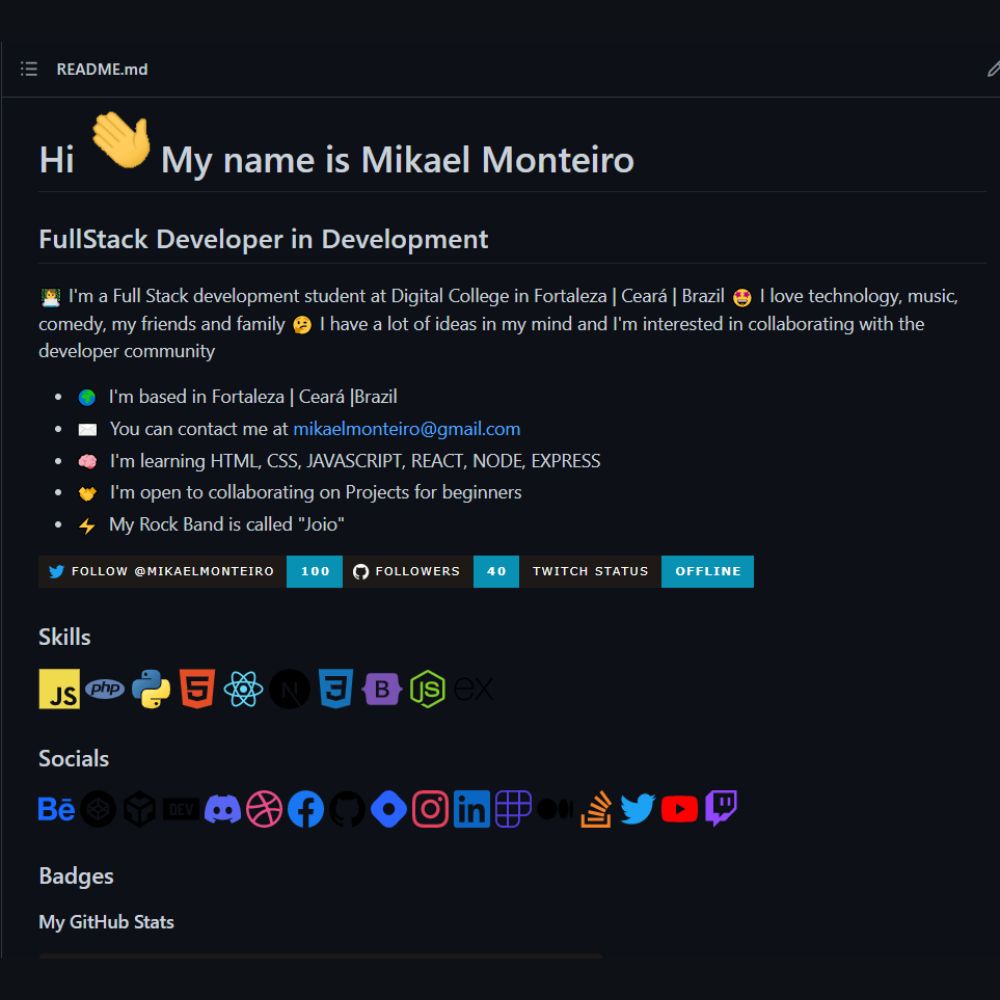 README.md
Hi 👋 My name is Mikael Monteiro
FullStack Developer in Development
👨‍💻 I'm a Full Stack development student at Digital College in Fortaleza | Ceará | Brazil 🤩 I love technology, music,
comedy, my friends and family 🤔 I have a lot of ideas in my mind and I'm interested in collaborating with the
developer community
• 🌍 I'm based in Fortaleza | Ceará |Brazil
• ✉️ You can contact me at mikaelmonteiro@gmail.com
• 🧠 I'm learning HTML, CSS, JAVASCRIPT, REACT, NODE, EXPRESS
• 🤝 I'm open to collaborating on Projects for beginners
• ⚡ My Rock Band is called "Joio"
FOLLOW @MIKAELMONTEIRO 100 FOLLOWERS 40 TWITCH STATUS OFFLINE
Skills
JS php 5 N 3 B JS ex
Socials
Bē DEV in
Badges
My GitHub Stats